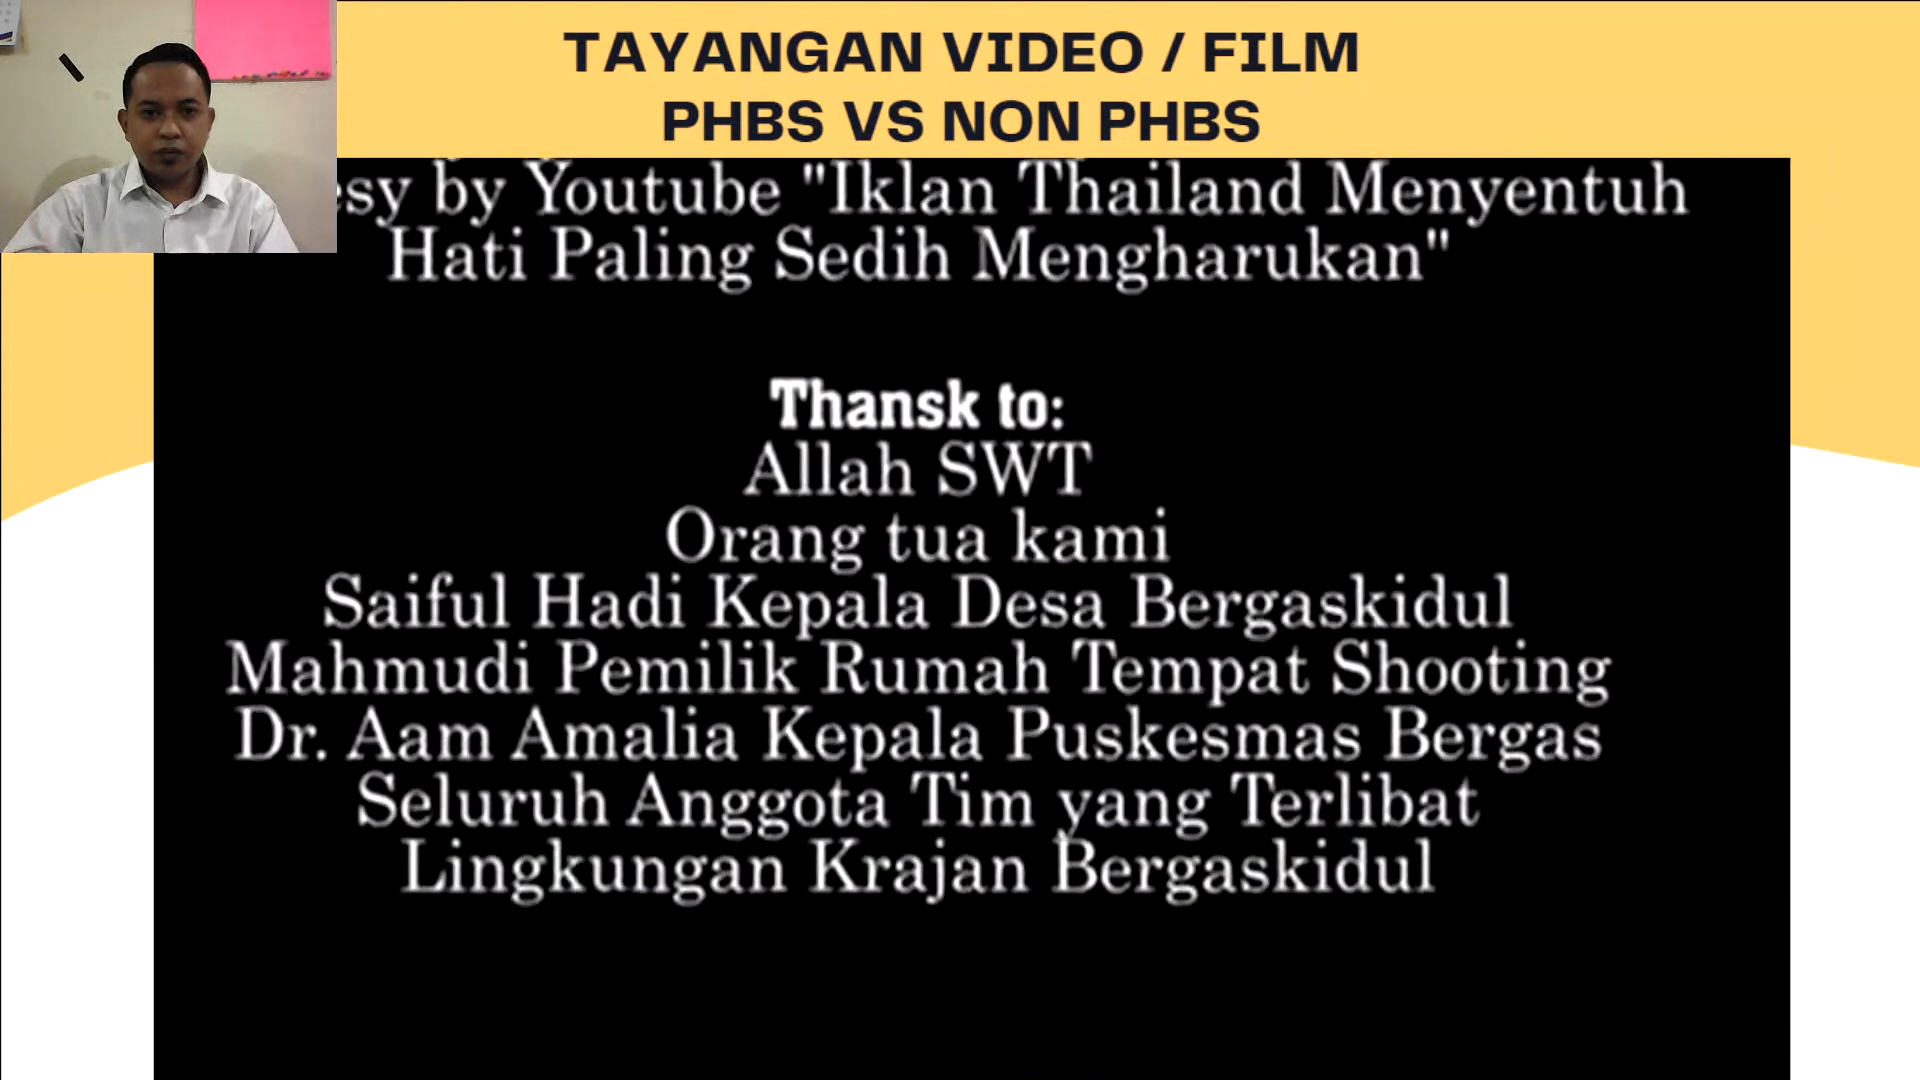 TAYANGAN VIDEO / FILM
PHBS VS NON PHBS
by Youtube "Iklan Thailand Menyentuh
Hati Paling Sedih Mengharukan"
Thansk to:
Allah SWT
Orang tua kami
Saiful Hadi Kepala Desa Bergaskidul
Mahmudi Pemilik Rumah Tempat Shooting
Dr. Aam Amalia Kepala Puskesmas Bergas
Seluruh Anggota Tim yang Terlibat
Lingkungan Krajan Bergaskidul